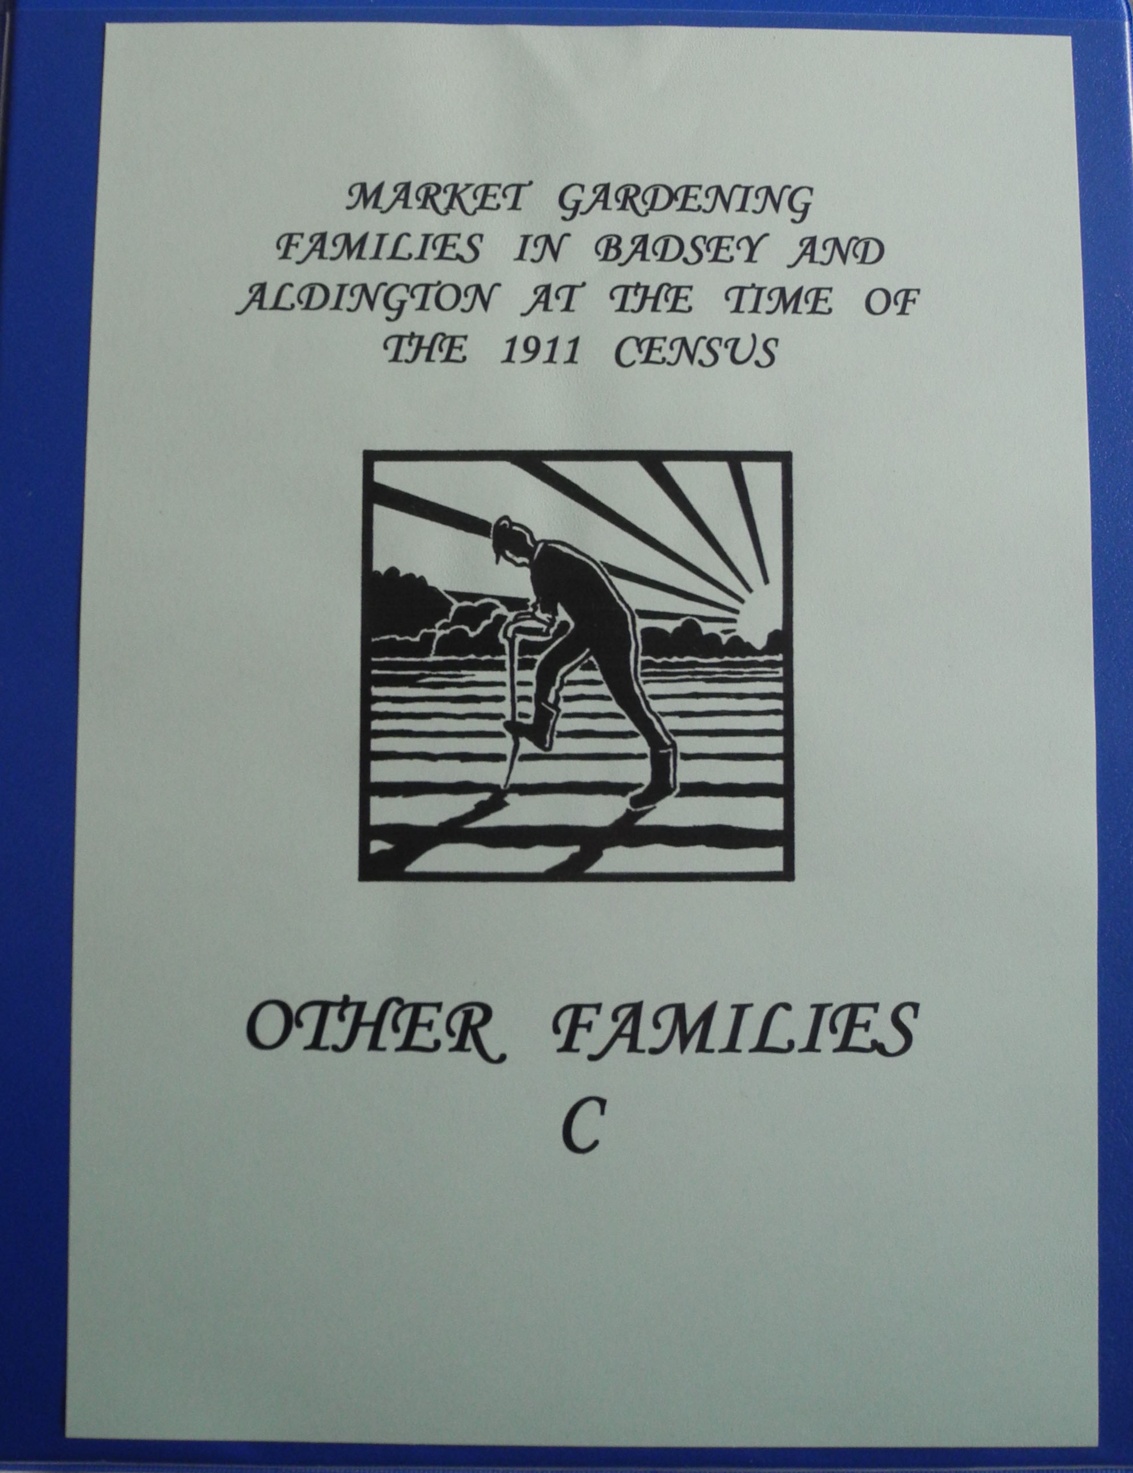 MARKET GARDENING
FAMILIES IN BADSEY AND
ALDINGTON AT THE TIME OF
THE 1911 CENSUS
OTHER FAMILIES
C